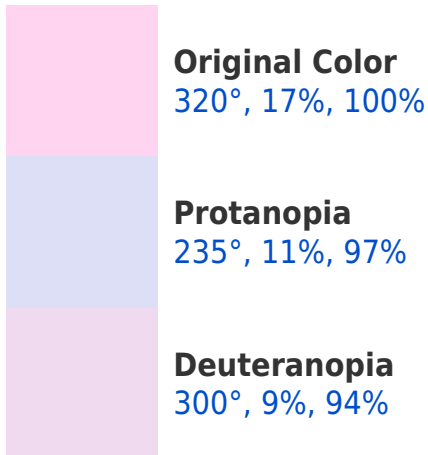 Original Color
320°, 17%, 100%
Protanopia
235°, 11%, 97%
Deuteranopia
300°, 9%, 94%